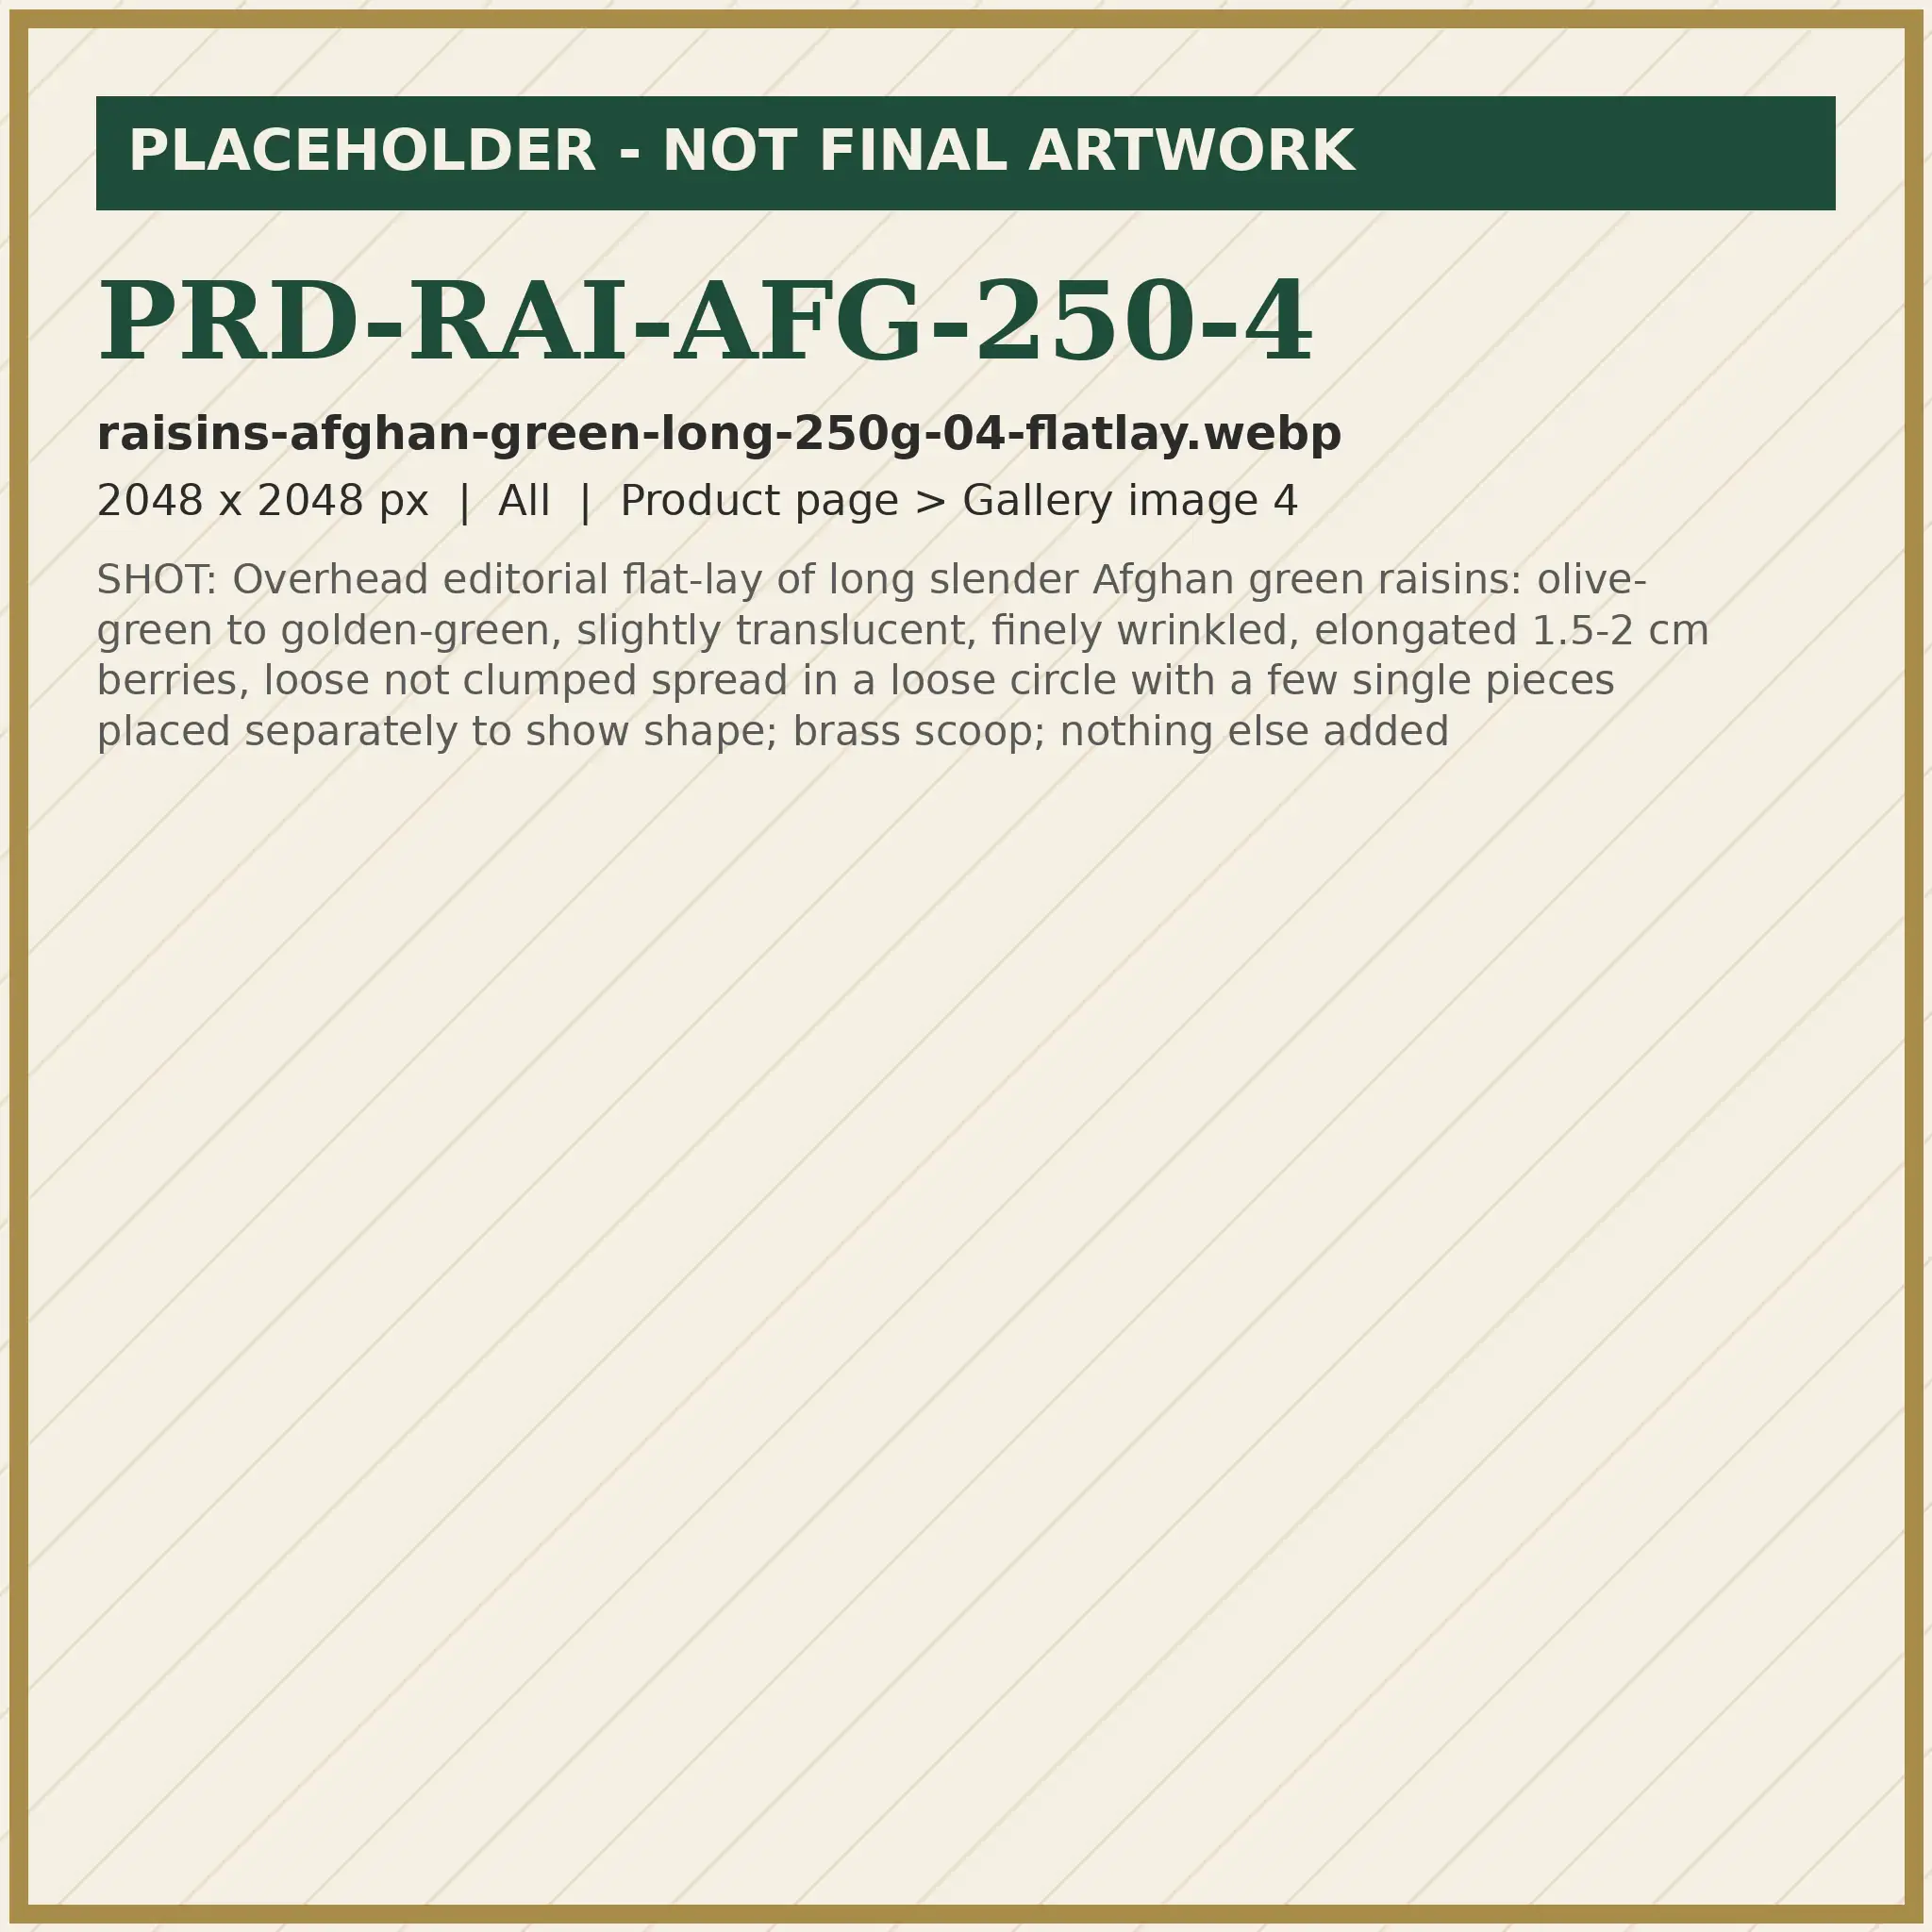 PLACEHOLDER - NOT FINAL ARTWORK
PRD-RAI-AFG-250-4
raisins-afghan-green-long-250g-04-flatlay.webp
2048 x 2048 px | All | Product page > Gallery image 4
SHOT: Overhead editorial flat-lay of long slender Afghan green raisins: olive-
green to golden-green, slightly translucent, finely wrinkled, elongated 1.5-2 cm
berries, loose not clumped spread in a loose circle with a few single pieces
placed separately to show shape; brass scoop; nothing else added